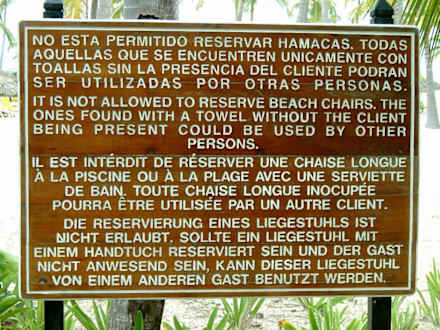 NO ESTA PERMITIDO RESERVAR HAMACAS. TODAS
AQUELLAS QUE SE ENCUENTREN UNICAMENTE CON
TOALLAS SIN LA PRESENCIA DEL CLIENTE PODRAN
SER UTILIZADAS POR OTRAS PERSONAS.
IT IS NOT ALLOWED TO RESERVE BEACH CHAIRS. THE
ONES FOUND WITH A TOWEL WITHOUT THE CLIENT
BEING PRESENT COULD BE USED BY OTHER
PERSONS.
IL EST INTÉRDIT DE RÉSERVER UNE CHAISE LONGUE
À LA PISCINE OU À LA PLAGE AVEC UNE SERVIETTE
DE BAIN. TOUTE CHAISE LONGUE INOCUPÉE
POURRA ÊTRE UTILISÉE PAR UN AUTRE CLIENT.
DIE RESERVIERUNG EINES LIEGESTUHLS IST
NICHT ERLAUBT. SOLLTE EIN LIEGESTUHL MIT
EINEM HANDTUCH RESERVIERT SEIN UND DER GAST
NICHT ANWESEND SEIN, KANN DIESER LIEGESTUHL
VON EINEM ANDEREN GAST BENUTZT WERDEN.